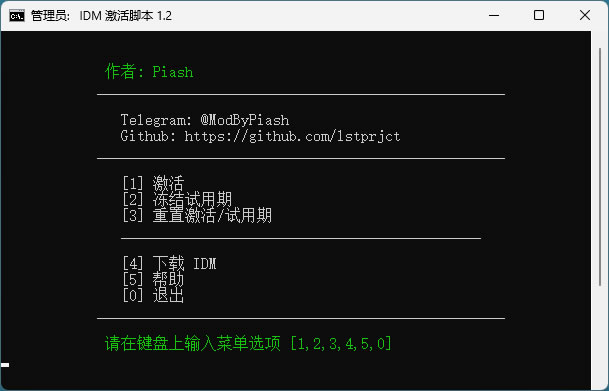 管理员: IDM 激活脚本 1.2
作者: Piash
Telegram: @ModByPiash
Github: https://github.com/lstprjct
[1] 激活
[2] 冻结试用期
[3] 重置激活/试用期
[4] 下载 IDM
[5] 帮助
[0] 退出
请在键盘上输入菜单选项 [1,2,3,4,5,0]